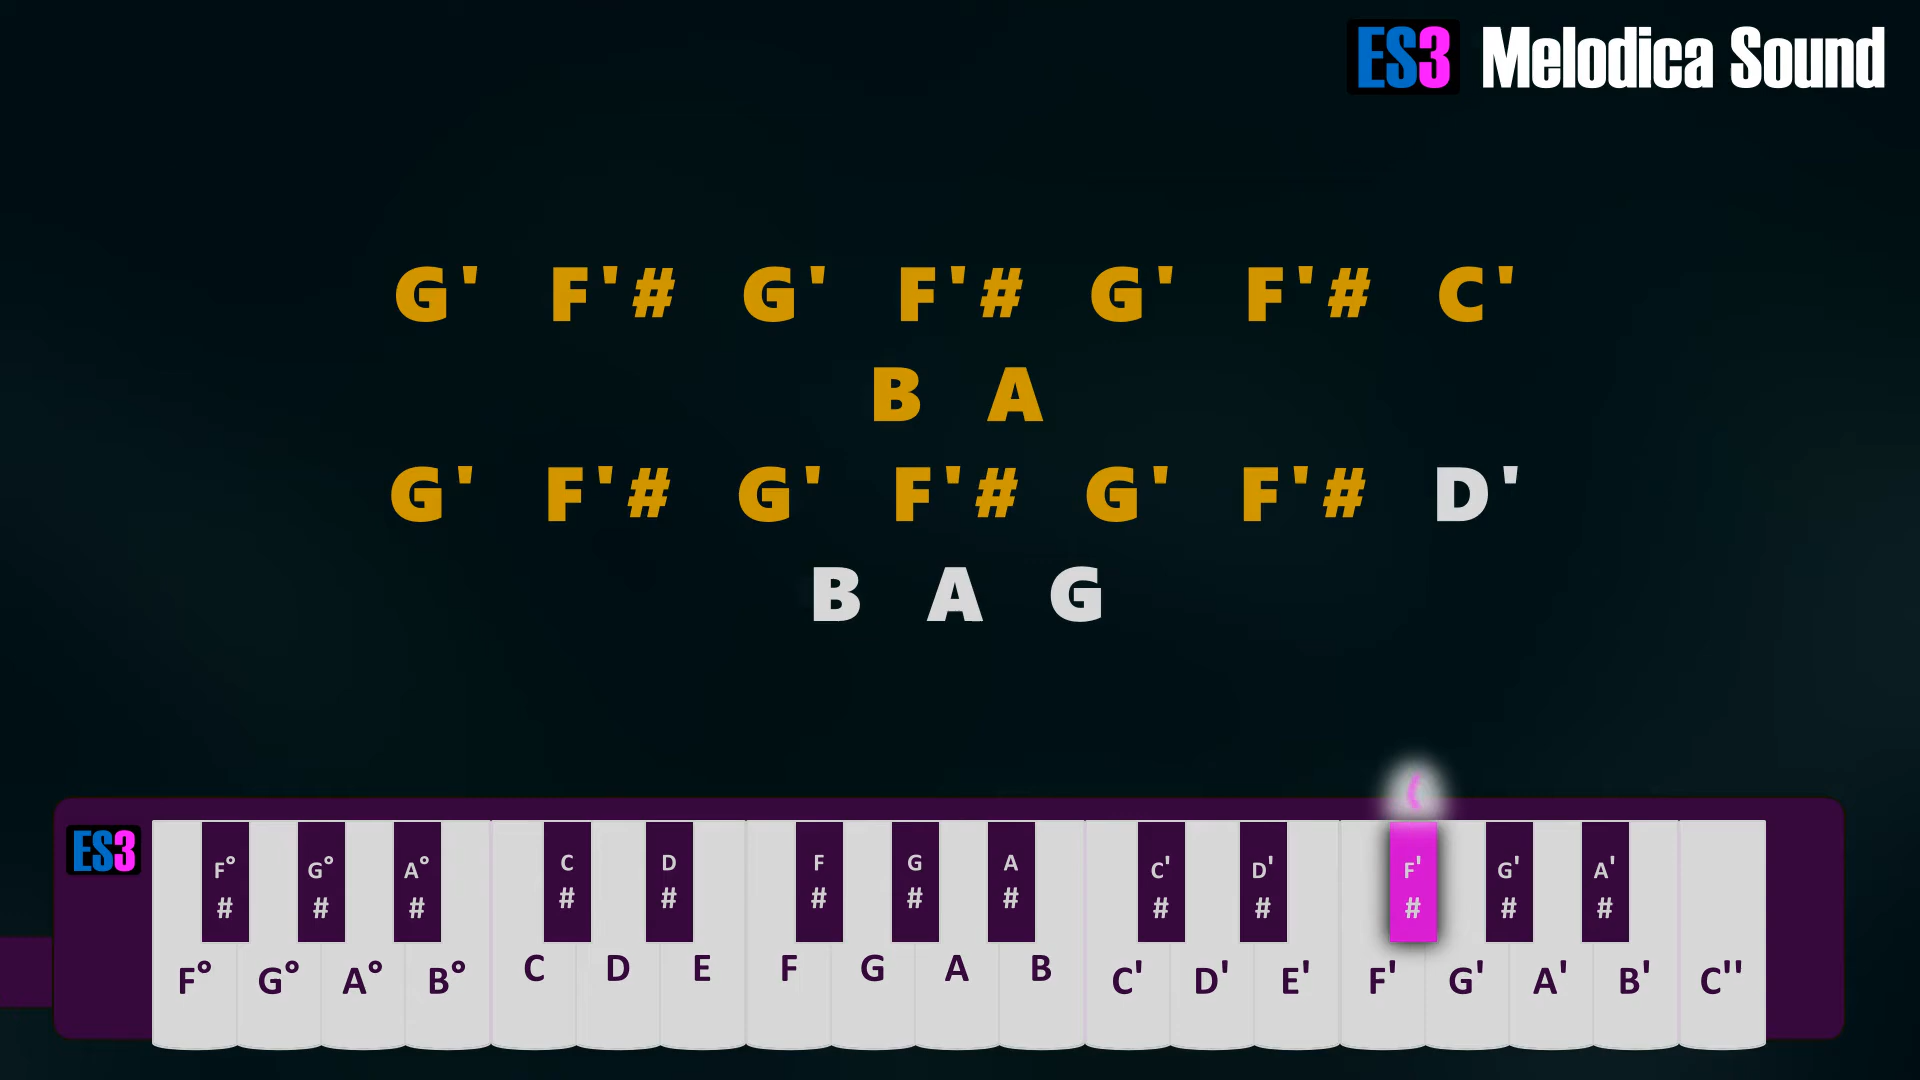 ES3 Melodica Sound
G' F'# G' F'# G' F'# C'
B A
G' F'# G' F'# G' F'# D'
B A G
ES3
F° # G° # A° # C # D # F # G # A # C' # D' # F' # G' # A' #
F° G° A° B° C D E F G A B C' D' E' F' G' A' B' C''